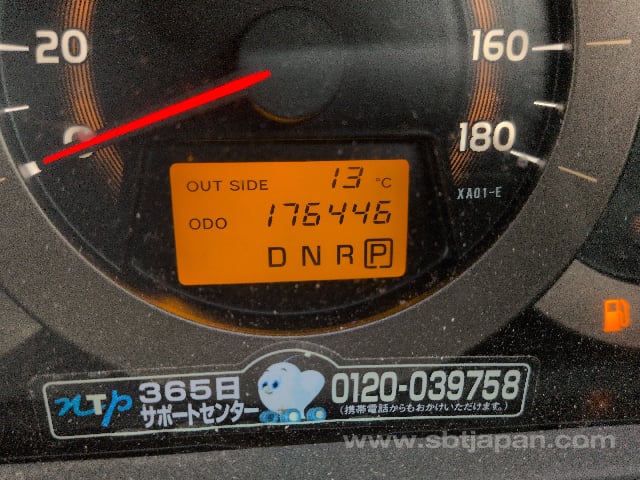 20
160
0
180
OUT SIDE 13 °C
XA01-E
ODO 176446
D N R P
NTP 365日 サポートセンター
0120-039758
(携帯電話からもおかけいただけます。)
www.sbtjapan.com